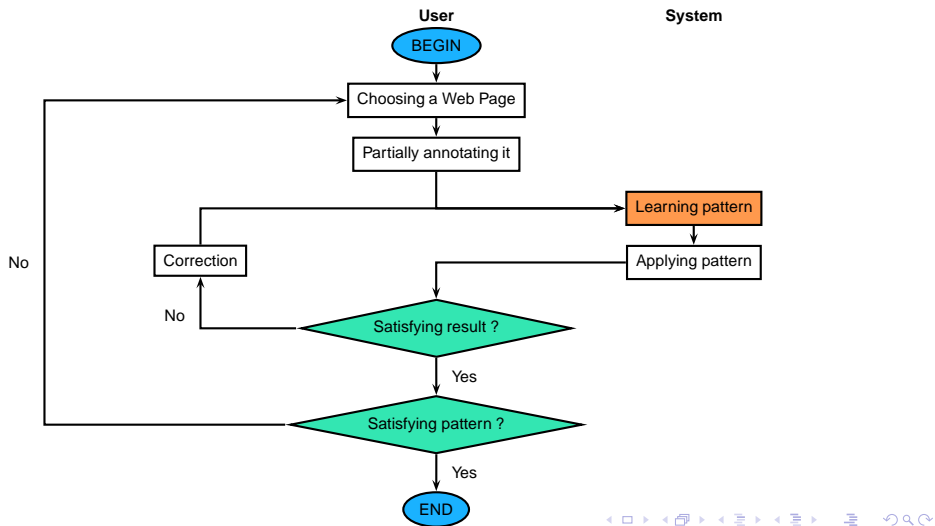 User
System
BEGIN
Choosing a Web Page
Partially annotating it
Learning pattern
No
Correction
Applying pattern
No
Satisfying result ?
Yes
Satisfying pattern ?
Yes
END